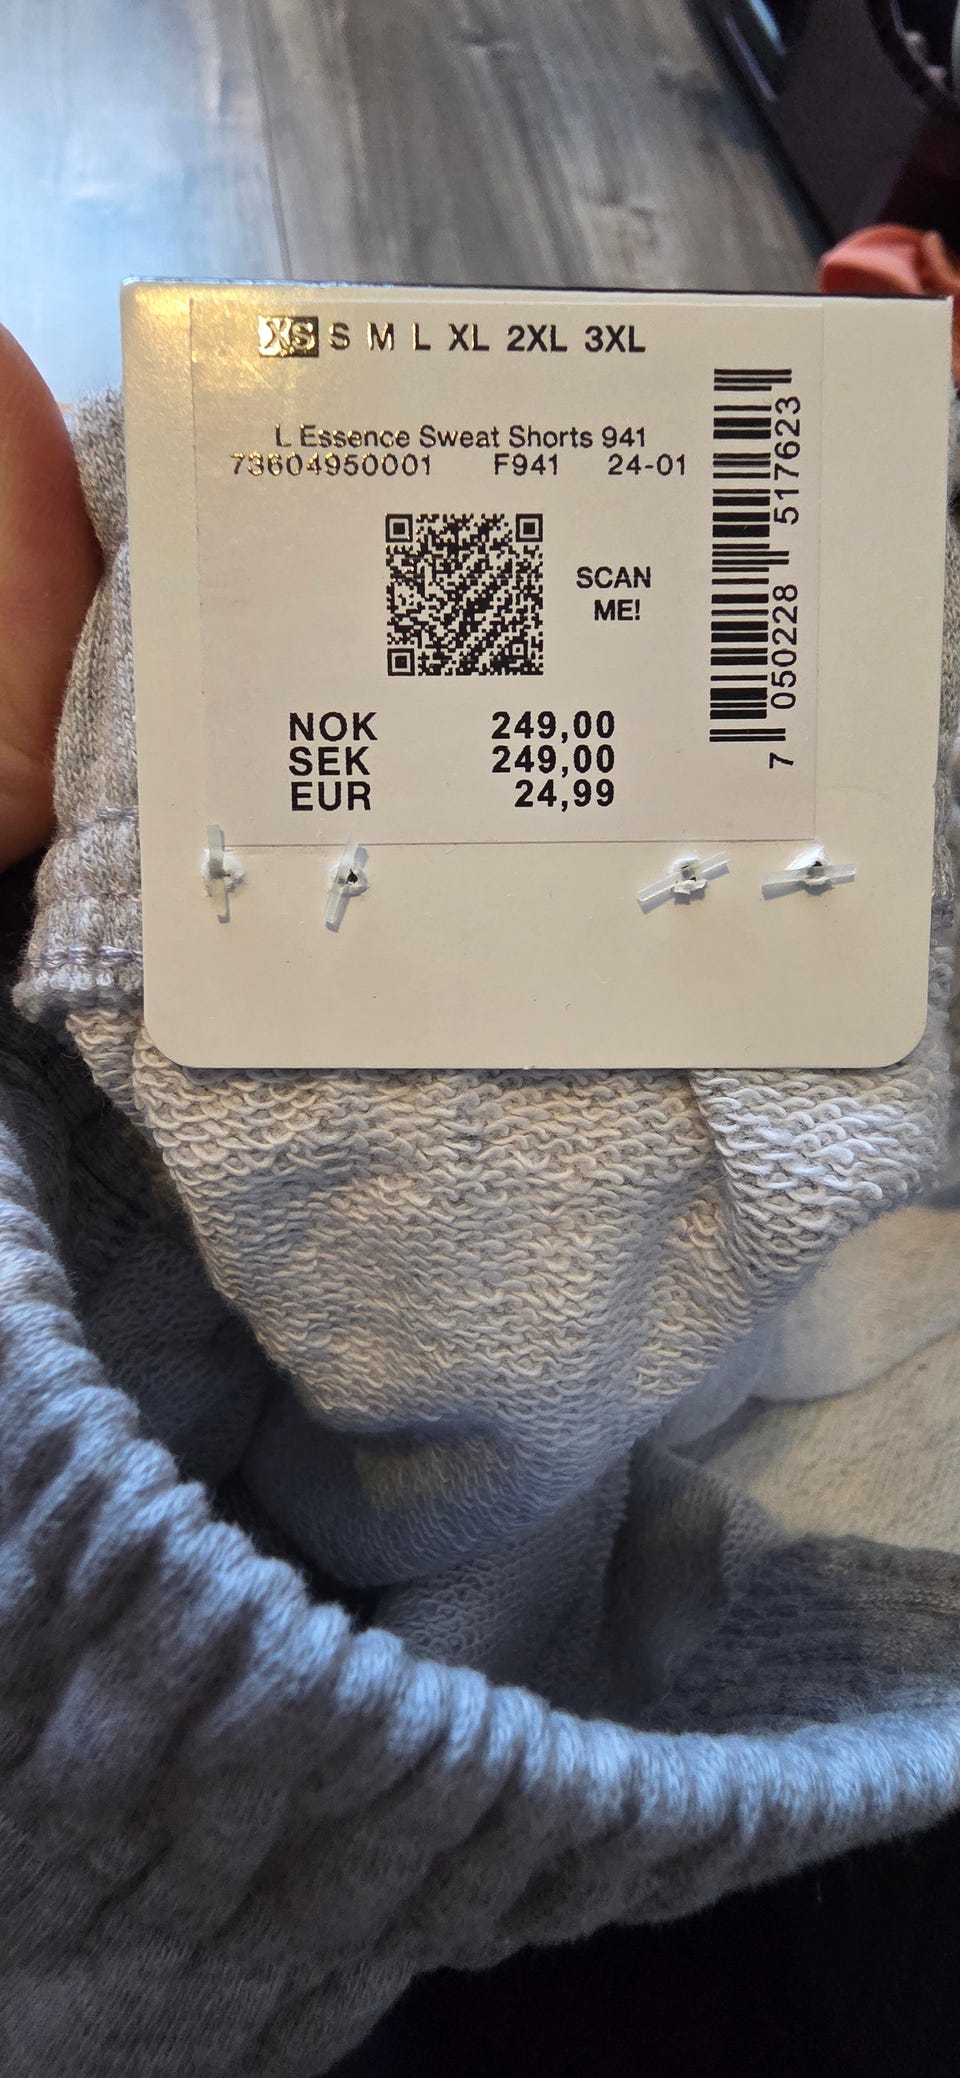 XS S M L XL 2XL 3XL
L Essence Sweat Shorts 941
73604950001 F941 24-01
SCAN
ME!
NOK 249,00
SEK 249,00
EUR 24,99
7 050228 517623